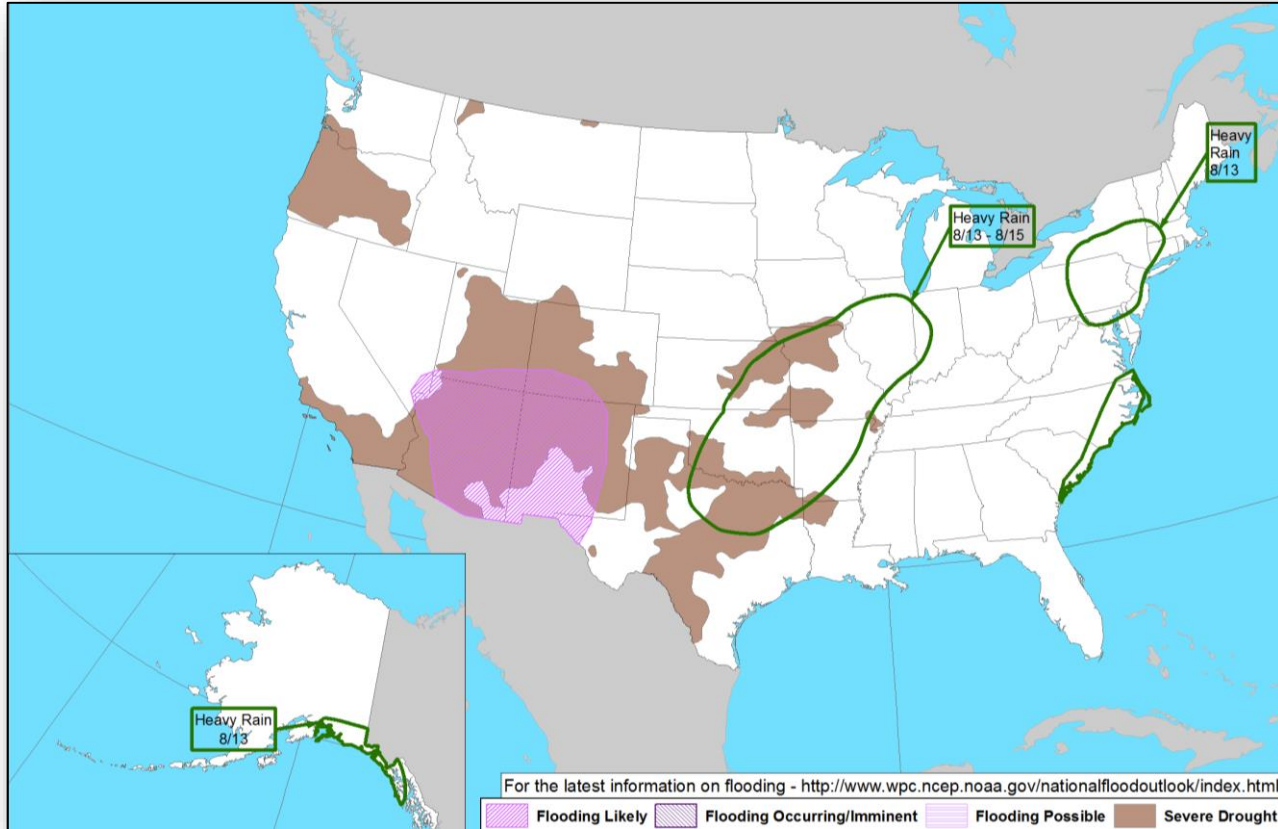 Heavy
Rain
8/13
Heavy Rain
8/13 - 8/15
Heavy Rain
8/13
For the latest information on flooding - http://www.wpc.ncep.noaa.gov/nationalfloodoutlook/index.html
Flooding Likely
Flooding Occurring/Imminent
Flooding Possible
Severe Drought